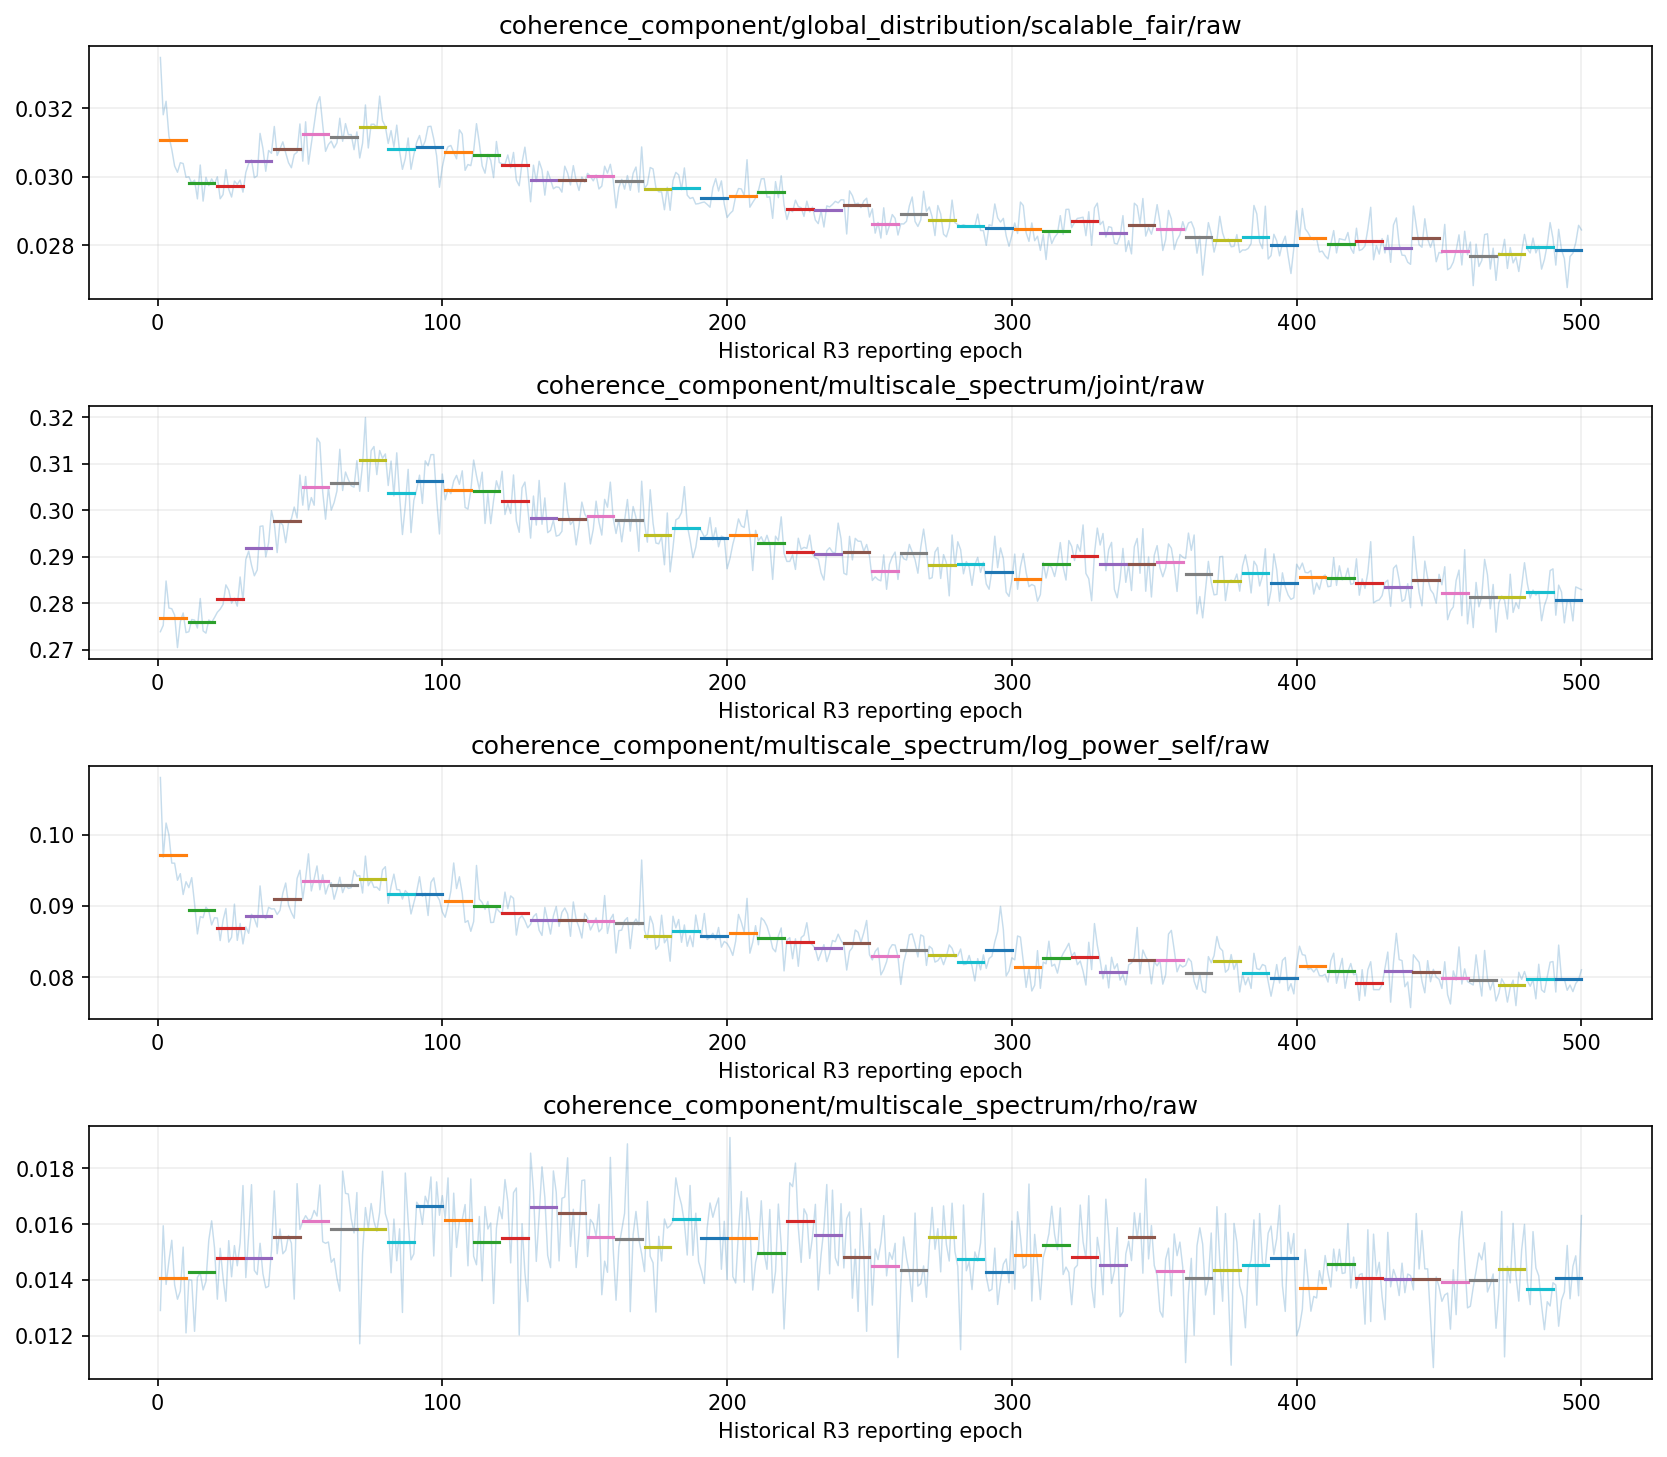 coherence_component/global_distribution/scalable_fair/raw
0.032
0.030
0.028
0 100 200 300 400 500
Historical R3 reporting epoch
coherence_component/multiscale_spectrum/joint/raw
0.32
0.31
0.30
0.29
0.28
0.27
0 100 200 300 400 500
Historical R3 reporting epoch
coherence_component/multiscale_spectrum/log_power_self/raw
0.10
0.09
0.08
0 100 200 300 400 500
Historical R3 reporting epoch
coherence_component/multiscale_spectrum/rho/raw
0.018
0.016
0.014
0.012
0 100 200 300 400 500
Historical R3 reporting epoch